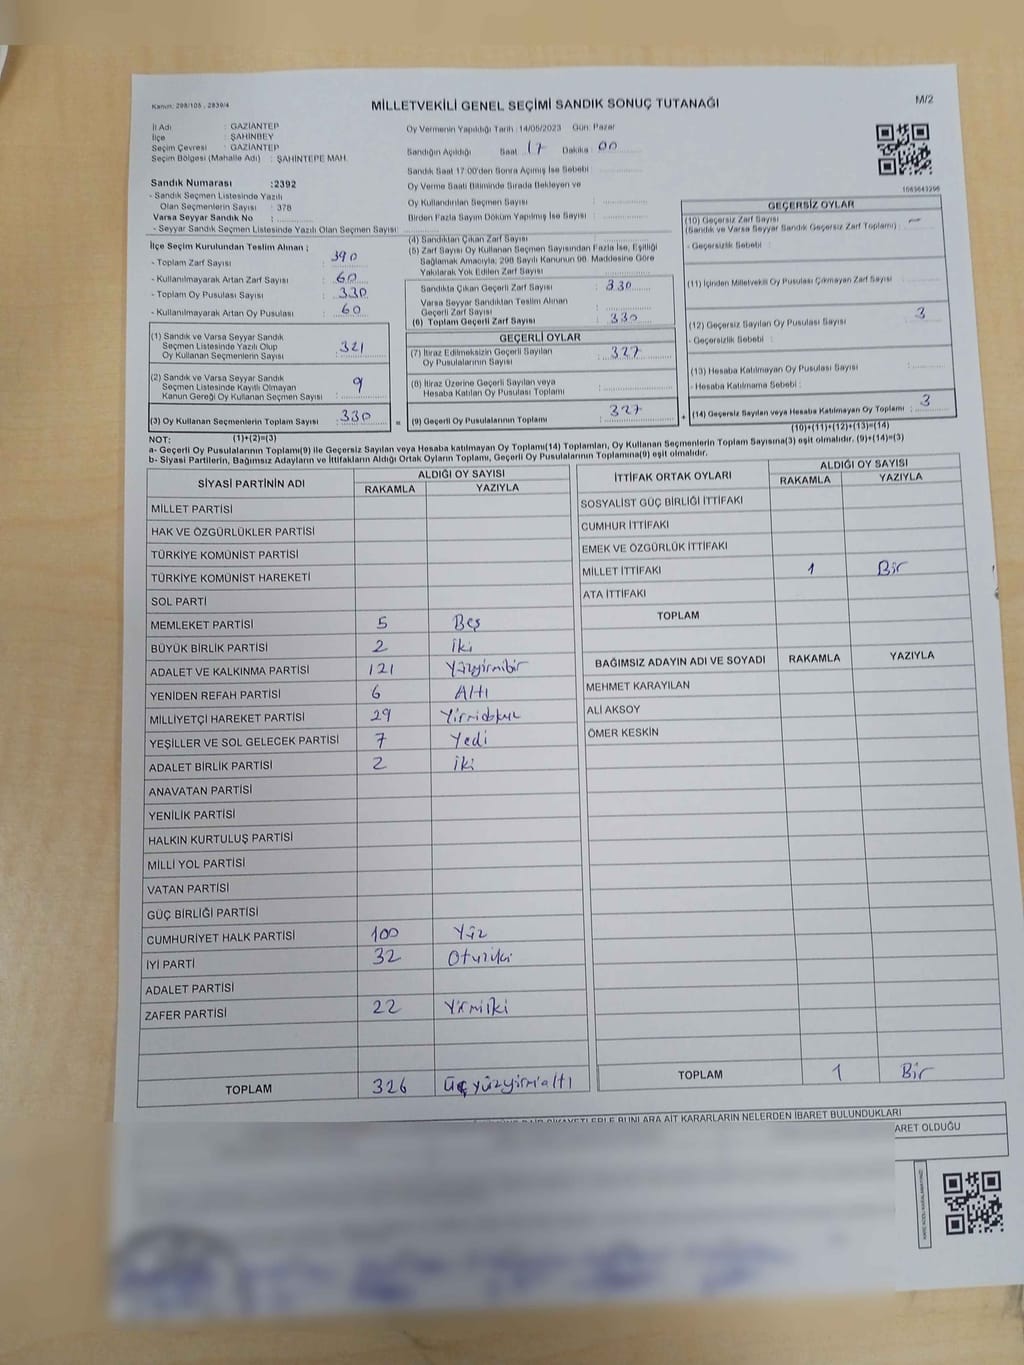 Kanun: 298/105 , 2839/4
MİLLETVEKİLİ GENEL SEÇİMİ SANDIK SONUÇ TUTANAĞI
M/2
İl Adı : GAZİANTEP
İlçe : ŞAHİNBEY
Seçim Çevresi : GAZİANTEP
Seçim Bölgesi (Mahalle Adı) : ŞAHİNTEPE MAH.
Sandık Numarası :2392
- Sandık Seçmen Listesinde Yazılı
Olan Seçmenlerin Sayısı : 378
Varsa Seyyar Sandık No :
- Seyyar Sandık Seçmen Listesinde Yazılı Olan Seçmen Sayısı:
Oy Vermenin Yapıldığı Tarih : 14/05/2023 Gün: Pazar
Sandığın Açıldığı Saat 17 Dakika 00
Sandık Saat 17:00'den Sonra Açılmış İse Sebebi :
Oy Verme Saati Bitiminde Sırada Bekleyen ve
Oy Kullandırılan Seçmen Sayısı :
Birden Fazla Sayım Döküm Yapılmış İse Sayısı :
İlçe Seçim Kurulundan Teslim Alınan ;
- Toplam Zarf Sayısı : 390
- Kullanılmayarak Artan Zarf Sayısı : 60
- Toplam Oy Pusulası Sayısı : 330
- Kullanılmayarak Artan Oy Pusulası : 60
(1) Sandık ve Varsa Seyyar Sandık
Seçmen Listesinde Yazılı Olup
Oy Kullanan Seçmenlerin Sayısı : 321
(2) Sandık ve Varsa Seyyar Sandık
Seçmen Listesinde Kayıtlı Olmayan
Kanun Gereği Oy Kullanan Seçmen Sayısı : 9
(3) Oy Kullanan Seçmenlerin Toplam Sayısı : 330
(1)+(2)=(3)
(4) Sandıktan Çıkan Zarf Sayısı
(5) Zarf Sayısı Oy Kullanan Seçmen Sayısından Fazla İse, Eşitliği
Sağlamak Amacıyla, 298 Sayılı Kanunun 98. Maddesine Göre
Yakılarak Yok Edilen Zarf Sayısı
Sandıkta Çıkan Geçerli Zarf Sayısı : 330
Varsa Seyyar Sandıktan Teslim Alınan
Geçerli Zarf Sayısı
(6) Toplam Geçerli Zarf Sayısı : 330
GEÇERLİ OYLAR
(7) İtiraz Edilmeksizin Geçerli Sayılan
Oy Pusulalarının Sayısı : 327
(8) İtiraz Üzerine Geçerli Sayılan veya
Hesaba Katılan Oy Pusulası Toplamı :
= (9) Geçerli Oy Pusulalarının Toplamı : 327
GEÇERSİZ OYLAR
(10) Geçersiz Zarf Sayısı
(Sandık ve Varsa Seyyar Sandık Geçersiz Zarf Toplamı) : —
- Geçersizlik Sebebi :
(11) İçinden Milletvekili Oy Pusulası Çıkmayan Zarf Sayısı :
(12) Geçersiz Sayılan Oy Pusulası Sayısı : 3
- Geçersizlik Sebebi :
(13) Hesaba Katılmayan Oy Pusulası Sayısı
- Hesaba Katılmama Sebebi :
+ (14) Geçersiz Sayılan veya Hesaba Katılmayan Oy Toplamı : 3
(10)+(11)+(12)+(13)=(14)
NOT:
a- Geçerli Oy Pusulalarının Toplamı(9) ile Geçersiz Sayılan veya Hesaba katılmayan Oy Toplamı(14) Toplamları, Oy Kullanan Seçmenlerin Toplam Sayısına(3) eşit olmalıdır. (9)+(14)=(3)
b- Siyasi Partilerin, Bağımsız Adayların ve İttifakların Aldığı Oyların Toplamı, Geçerli Oy Pusulalarının Toplamına(9) eşit olmalıdır.
SİYASİ PARTİNİN ADI ALDIĞI OY SAYISI
RAKAMLA YAZIYLA
MİLLET PARTİSİ
HAK VE ÖZGÜRLÜKLER PARTİSİ
TÜRKİYE KOMÜNİST PARTİSİ
TÜRKİYE KOMÜNİST HAREKETİ
SOL PARTİ
MEMLEKET PARTİSİ 5 Beş
BÜYÜK BİRLİK PARTİSİ 2 iki
ADALET VE KALKINMA PARTİSİ 121 Yüzyirmibir
YENİDEN REFAH PARTİSİ 6 Altı
MİLLİYETÇİ HAREKET PARTİSİ 29 Yirmidokuz
YEŞİLLER VE SOL GELECEK PARTİSİ 7 Yedi
ADALET BİRLİK PARTİSİ 2 iki
ANAVATAN PARTİSİ
YENİLİK PARTİSİ
HALKIN KURTULUŞ PARTİSİ
MİLLİ YOL PARTİSİ
VATAN PARTİSİ
GÜÇ BİRLİĞİ PARTİSİ
CUMHURİYET HALK PARTİSİ 100 Yüz
İYİ PARTİ 32 Otuziki
ADALET PARTİSİ
ZAFER PARTİSİ 22 Yirmiiki
TOPLAM 326 Üçyüzyirmialtı
İTTİFAK ORTAK OYLARI ALDIĞI OY SAYISI
RAKAMLA YAZIYLA
SOSYALİST GÜÇ BİRLİĞİ İTTİFAKI
CUMHUR İTTİFAKI
EMEK VE ÖZGÜRLÜK İTTİFAKI
MİLLET İTTİFAKI 1 Bir
ATA İTTİFAKI
TOPLAM
BAĞIMSIZ ADAYIN ADI VE SOYADI RAKAMLA YAZIYLA
MEHMET KARAYILAN
ALİ AKSOY
ÖMER KESKİN
TOPLAM 1 Bir
BUNLARA AİT KARARLARIN NELERDEN İBARET BULUNDUKLARI
ARET OLDUĞU